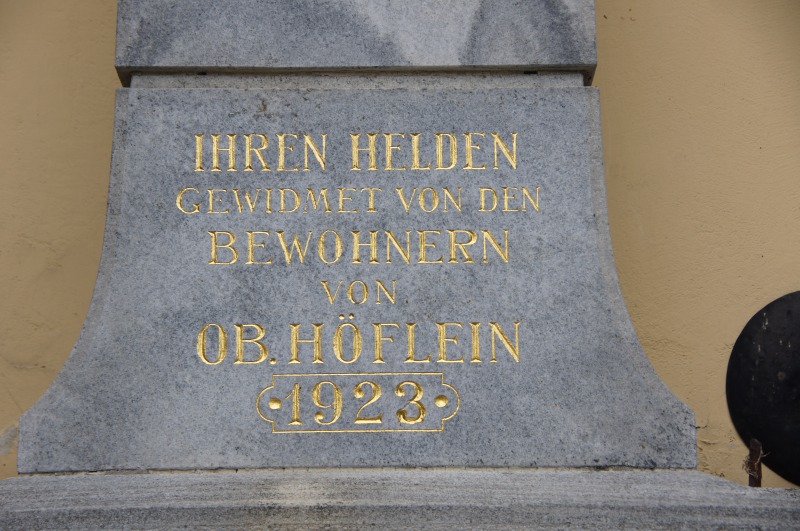 IHREN HELDEN
GEWIDMET VON DEN
BEWOHNERN
VON
OB. HÖFLEIN
1923